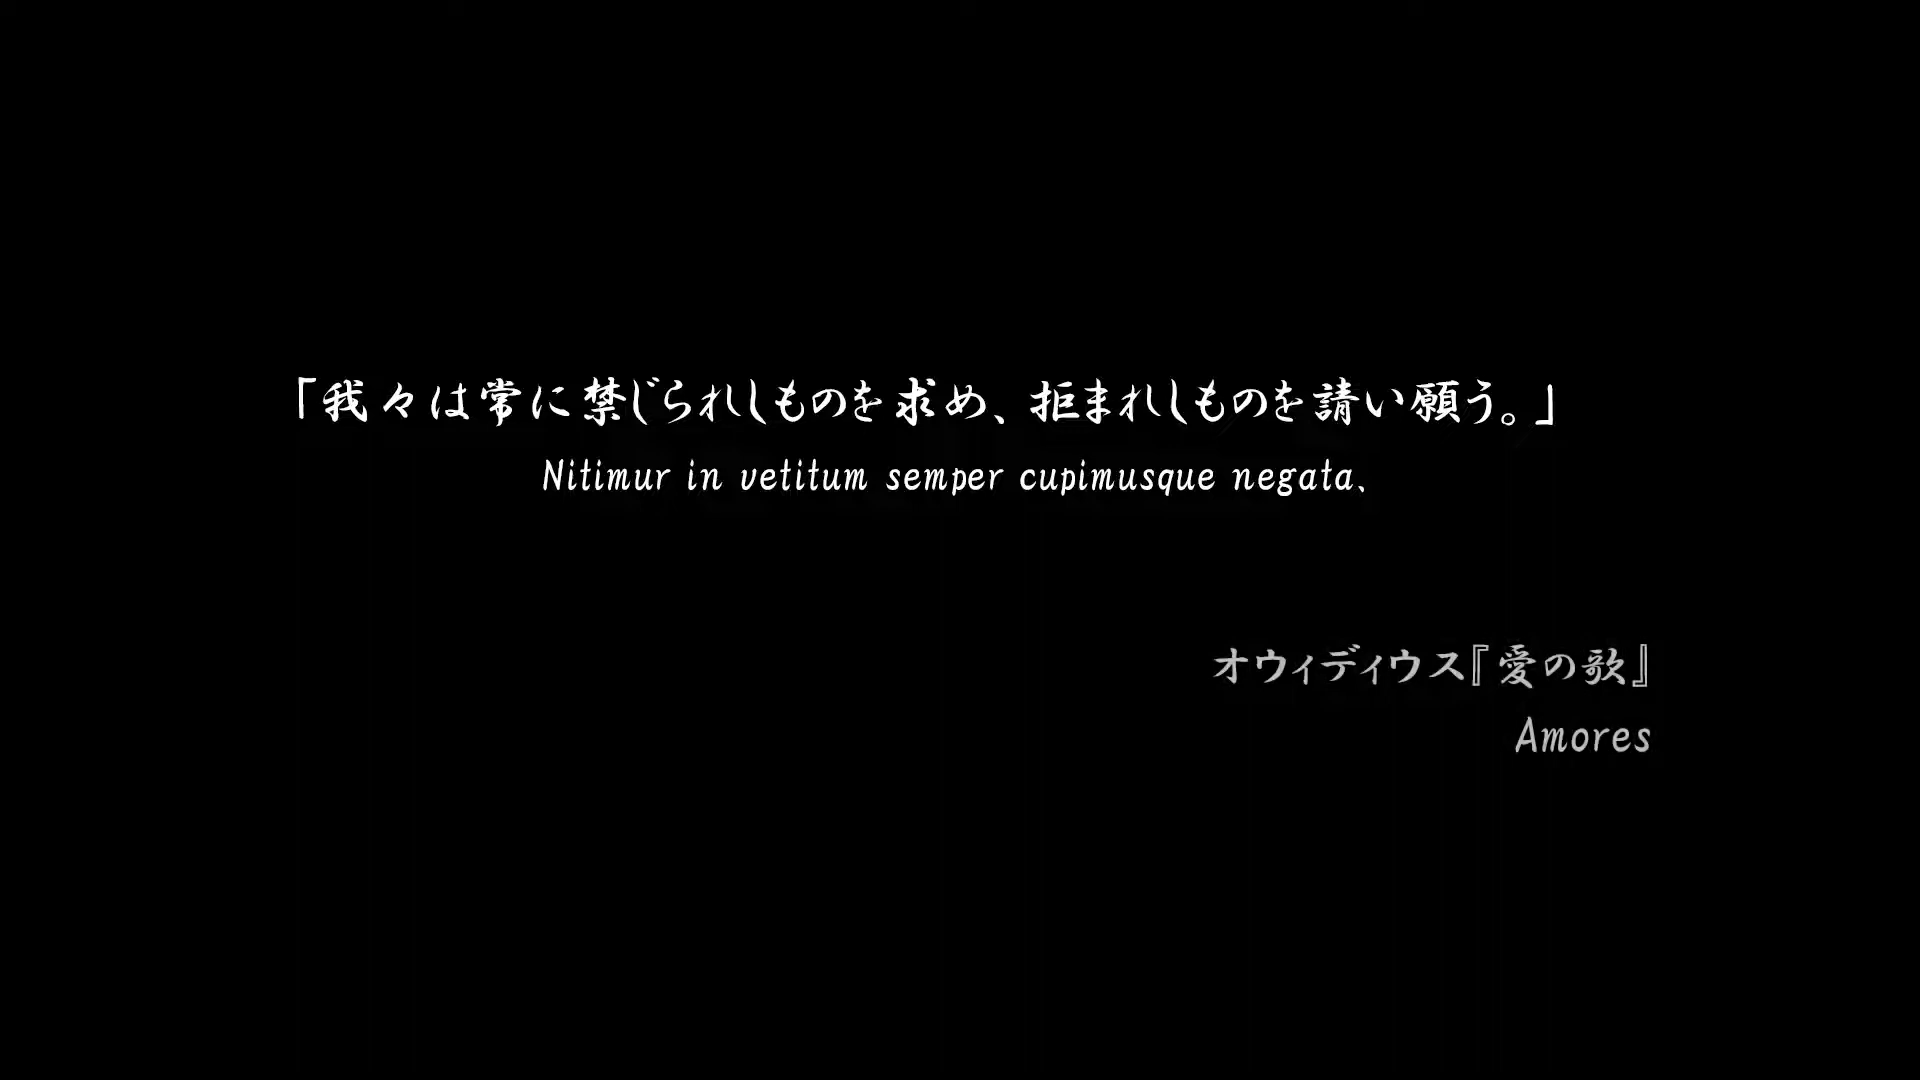 「我々は常に禁じられしものを求め、拒まれしものを請い願う。」
Nitimur in vetitum semper cupimusque negata.
オウィディウス『愛の歌』
Amores